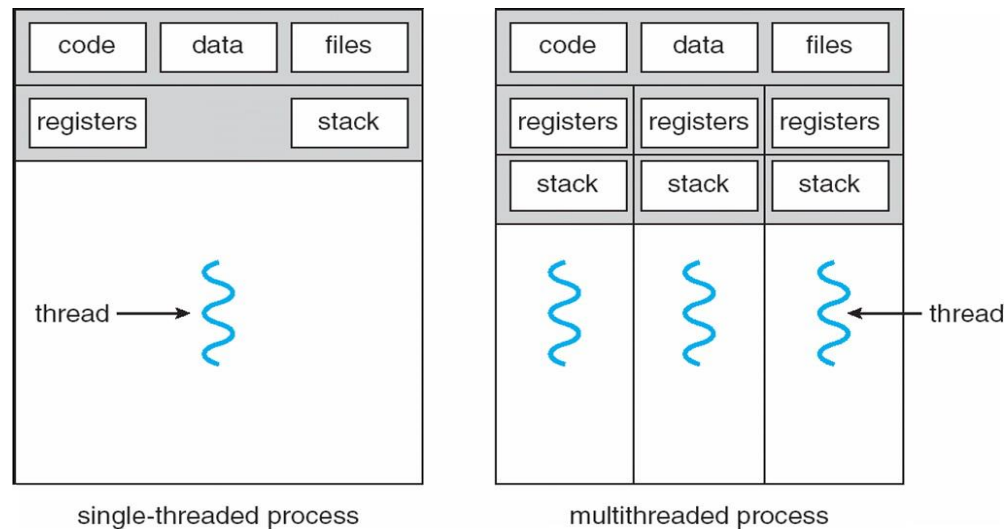 code data files
registers stack
thread
single-threaded process
code data files
registers registers registers
stack stack stack
thread
multithreaded process